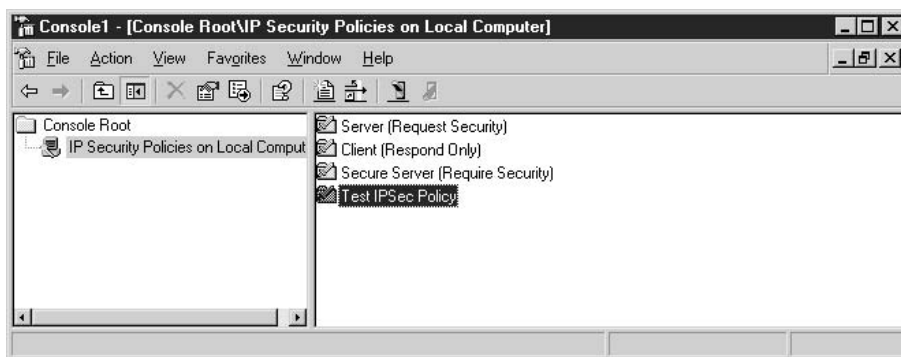 Console1 - [Console Root\IP Security Policies on Local Computer]
File Action View Favorites Window Help
Console Root
IP Security Policies on Local Comput
Server (Request Security)
Client (Respond Only)
Secure Server (Require Security)
Test IPSec Policy